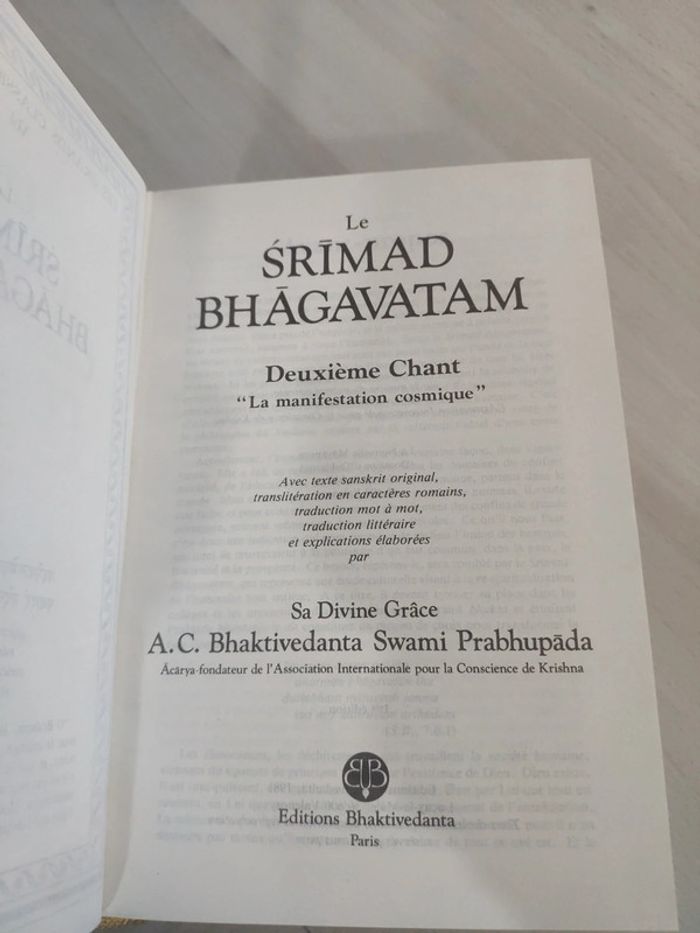 Le
ŚRĪMAD
BHĀGAVATAM
Deuxième Chant
“La manifestation cosmique”
Avec texte sanskrit original,
translitération en caractères romains,
traduction mot à mot,
traduction littéraire
et explications élaborées
par
Sa Divine Grâce
A.C. Bhaktivedanta Swami Prabhupāda
Ācārya-fondateur de l'Association Internationale pour la Conscience de Krishna
Editions Bhaktivedanta
Paris